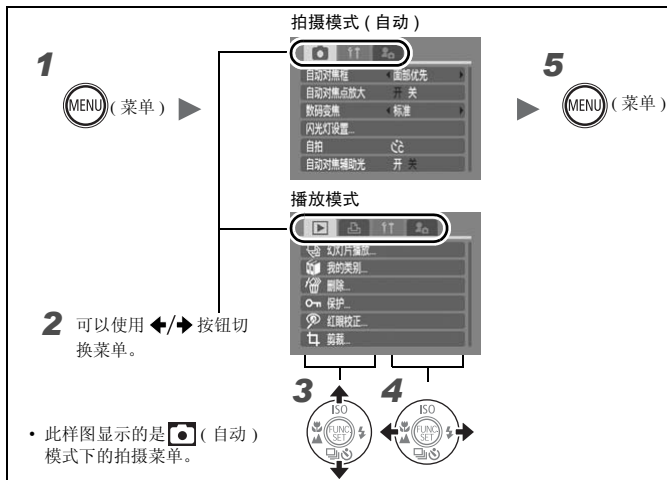 拍摄模式 ( 自动 )
1
MENU ( 菜单 )
自动对焦框 面部优先
自动对焦点放大 开 关
数码变焦 标准
闪光灯设置...
自拍
自动对焦辅助光 开 关
5
MENU ( 菜单 )
播放模式
幻灯片播放...
我的类别...
删除...
保护...
红眼校正...
剪裁...
2 可以使用 ←/→ 按钮切
换菜单。
3
ISO
FUNC.
SET
4
ISO
FUNC.
SET
• 此样图显示的是 ( 自动 )
模式下的拍摄菜单。